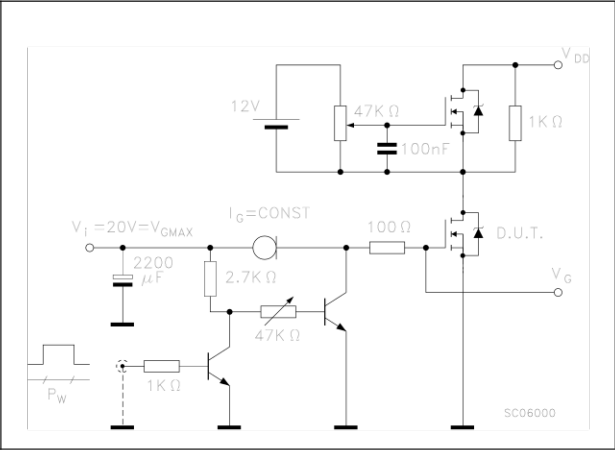 V DD
12V
47K Ω
1K Ω
100nF
I G =CONST
V i =20V=V GMAX
100 Ω
D.U.T.
2200
μF
2.7K Ω
V G
47K Ω
1K Ω
P W
SC06000